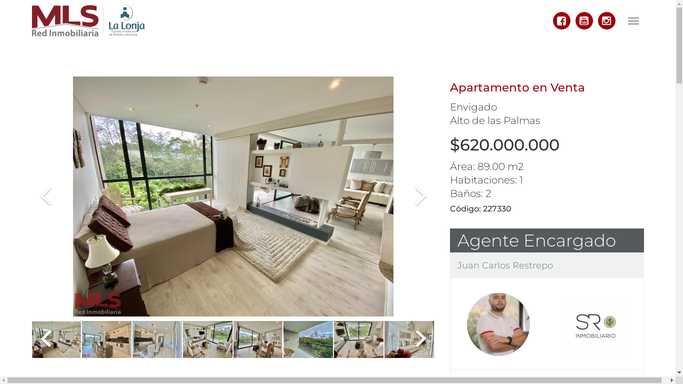 MLS
Red Inmobiliaria
La Lonja
Apartamento en Venta
Envigado
Alto de las Palmas
$620.000.000
Área: 89.00 m2
Habitaciones: 1
Baños: 2
Código: 227330
Agente Encargado
Juan Carlos Restrepo
MLS
Red Inmobiliaria
SR
INMOBILIARIO